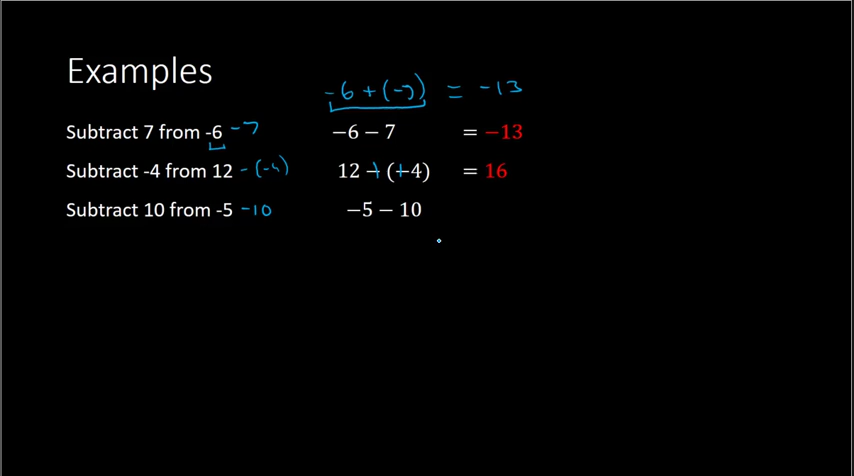 Examples
-6 + (-7) = -13
Subtract 7 from -6 -7 −6 − 7 = −13
Subtract -4 from 12 -(-4) 12 + (+4) = 16
Subtract 10 from -5 -10 −5 − 10